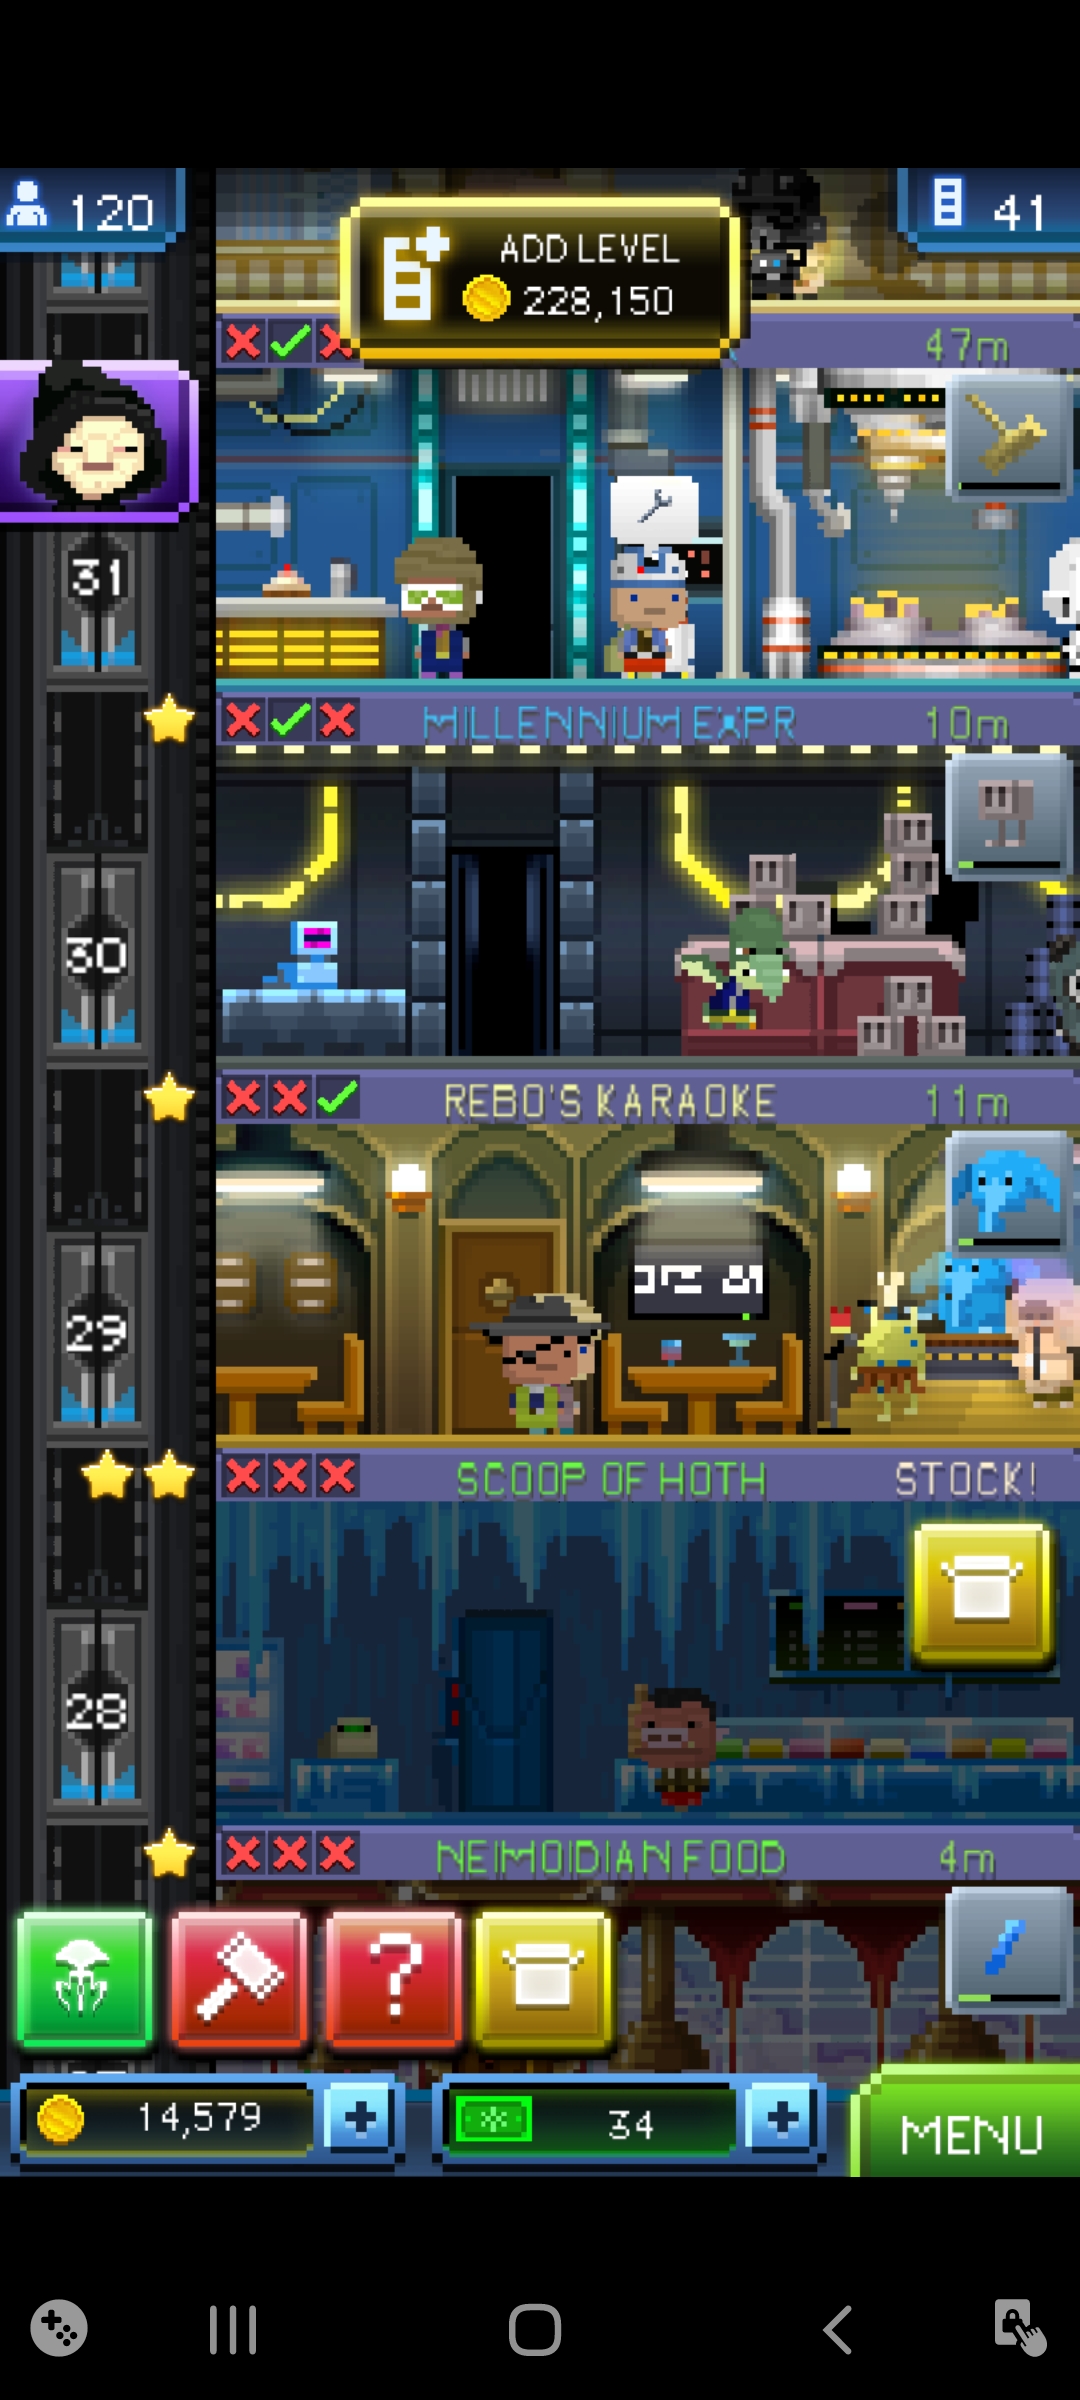 120
ADD LEVEL
228,150
41
47m
31
MILLENNIUM EXPR
10m
30
REBO'S KARAOKE
11m
29
SCOOP OF HOTH
STOCK!
28
NEIMOIDIAN FOOD
4m
?
14,579
34
MENU